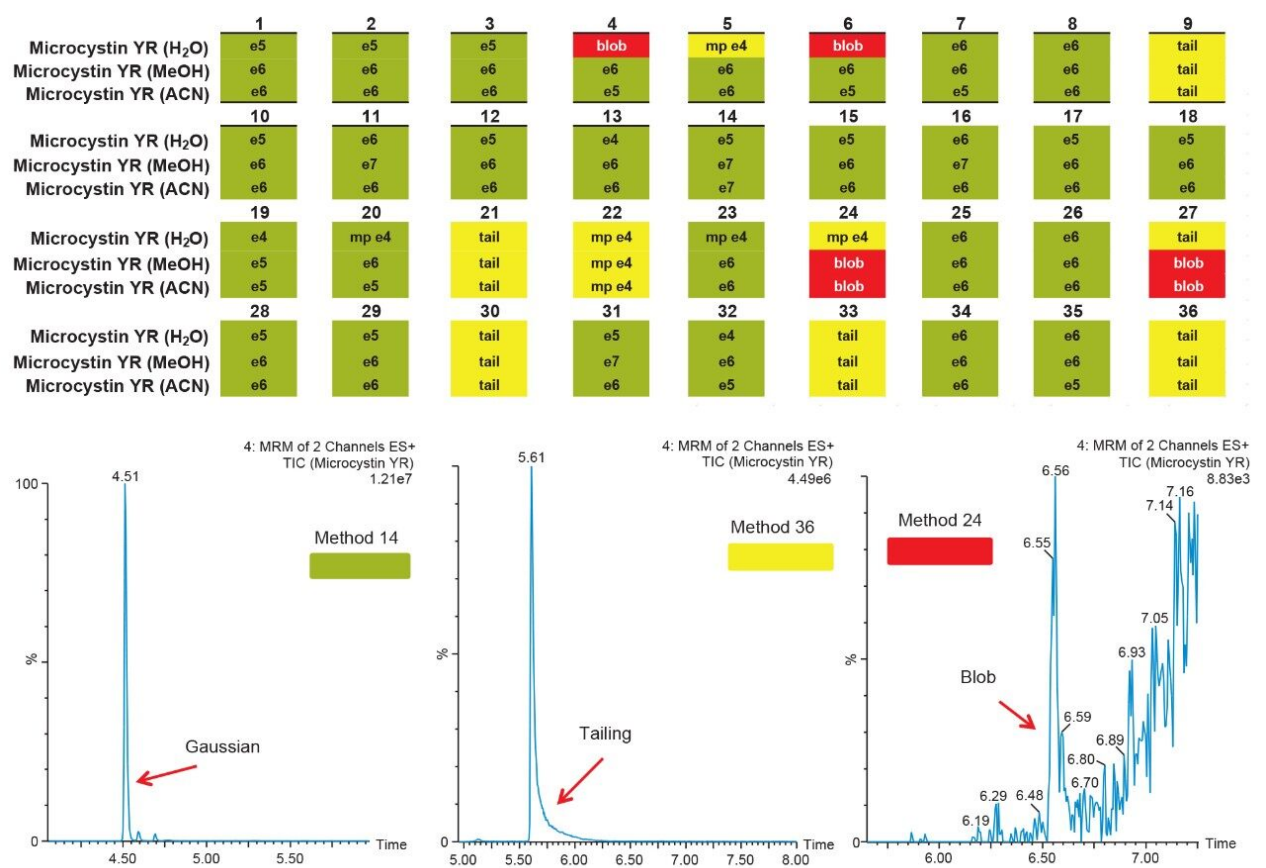 1 2 3 4 5 6 7 8 9
Microcystin YR (H₂O) e5 e5 e5 blob mp e4 blob e6 e6 tail
Microcystin YR (MeOH) e6 e6 e6 e6 e6 e6 e6 e6 tail
Microcystin YR (ACN) e6 e6 e6 e5 e6 e5 e5 e6 tail
10 11 12 13 14 15 16 17 18
Microcystin YR (H₂O) e5 e6 e5 e4 e5 e5 e6 e5 e5
Microcystin YR (MeOH) e6 e7 e6 e6 e7 e6 e7 e6 e6
Microcystin YR (ACN) e6 e6 e6 e6 e7 e6 e6 e6 e6
19 20 21 22 23 24 25 26 27
Microcystin YR (H₂O) e4 mp e4 tail mp e4 mp e4 mp e4 e6 e6 tail
Microcystin YR (MeOH) e5 e6 tail mp e4 e6 blob e6 e6 blob
Microcystin YR (ACN) e5 e5 tail mp e4 e6 blob e6 e6 blob
28 29 30 31 32 33 34 35 36
Microcystin YR (H₂O) e5 e5 tail e5 e4 tail e6 e6 tail
Microcystin YR (MeOH) e6 e6 tail e7 e6 tail e6 e6 tail
Microcystin YR (ACN) e6 e6 tail e6 e5 tail e6 e5 tail
4: MRM of 2 Channels ES+
TIC (Microcystin YR)
1.21e7
4.51
100
Method 14
%
Gaussian
0
4.50 5.00 5.50 Time
4: MRM of 2 Channels ES+
TIC (Microcystin YR)
4.49e6
5.61
Method 36
%
Tailing
0
5.00 5.50 6.00 6.50 7.00 7.50 8.00 Time
4: MRM of 2 Channels ES+
TIC (Microcystin YR)
8.83e3
6.56
7.16
7.14
Method 24
6.55
7.05
%
6.93
Blob
6.59
6.89
6.80
6.70
6.48
6.29
6.19
0
6.00 6.50 7.00 Time